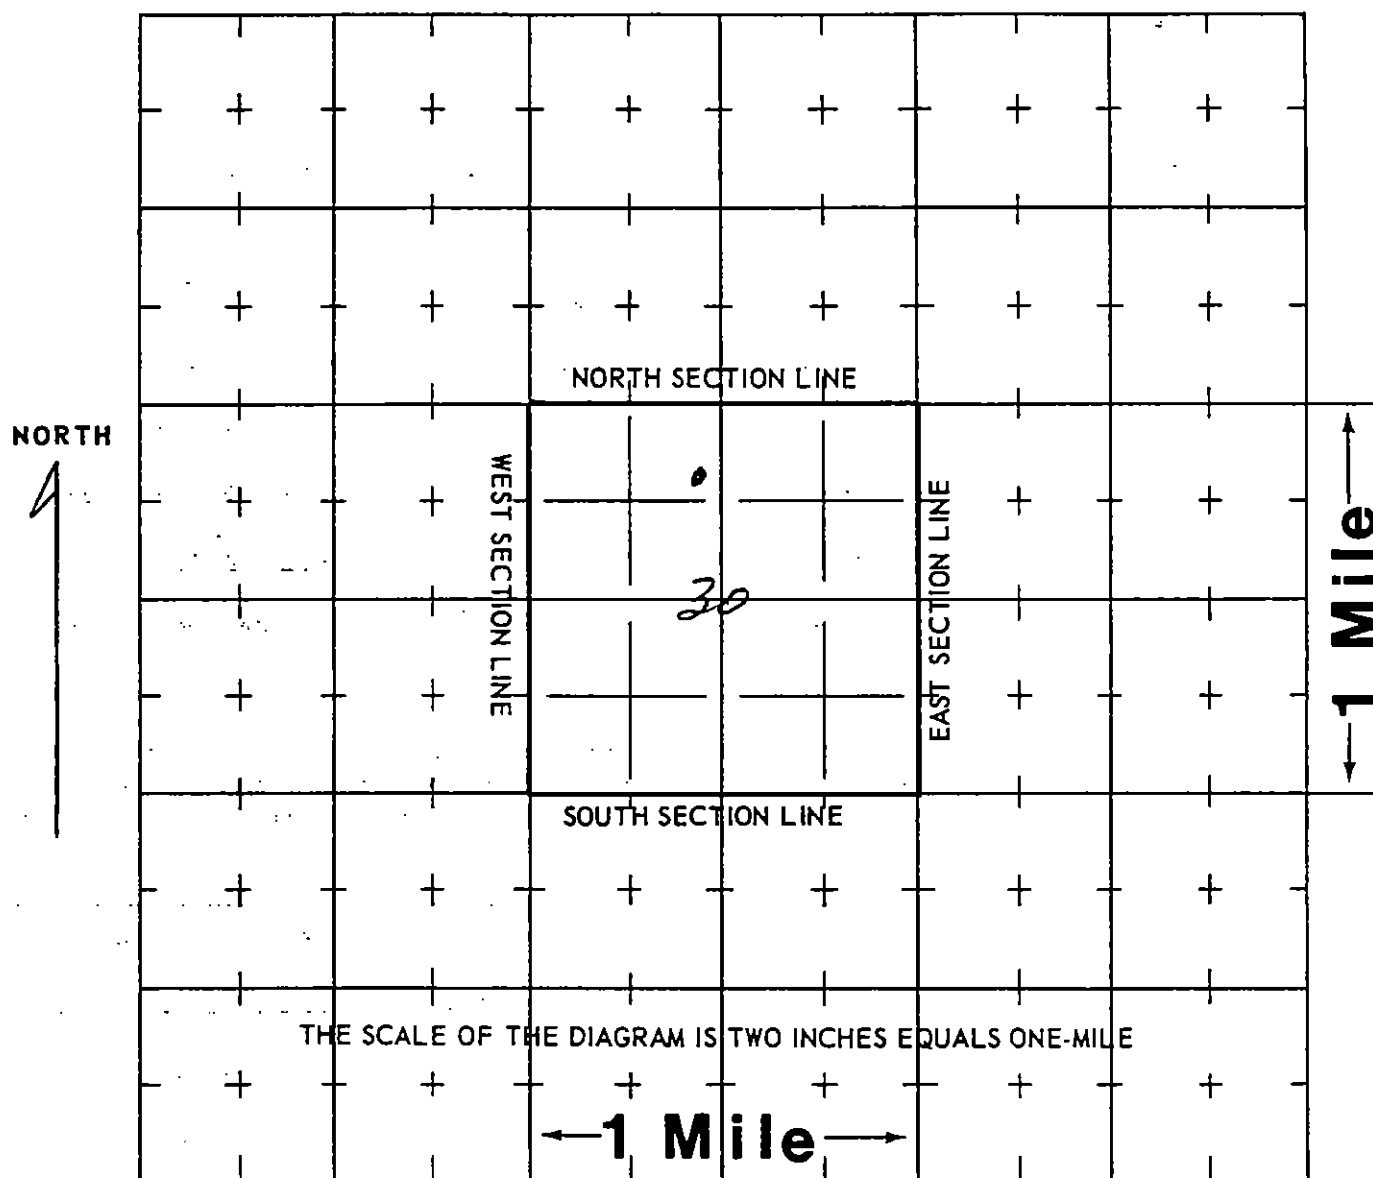 NORTH SECTION LINE
NORTH
WEST SECTION LINE
EAST SECTION LINE
1 Mile
30
SOUTH SECTION LINE
THE SCALE OF THE DIAGRAM IS TWO INCHES EQUALS ONE-MILE
1 Mile